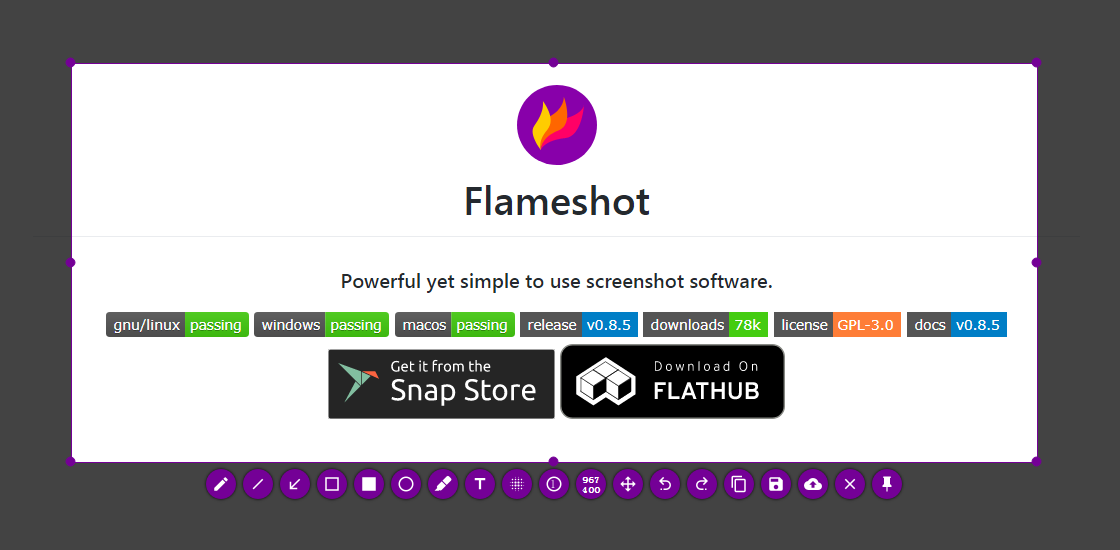 Flameshot
Powerful yet simple to use screenshot software.
gnu/linux passing windows passing macos passing release v0.8.5 downloads 78k license GPL-3.0 docs v0.8.5
Get it from the
Snap Store
Download On
FLATHUB
T 1 967
400